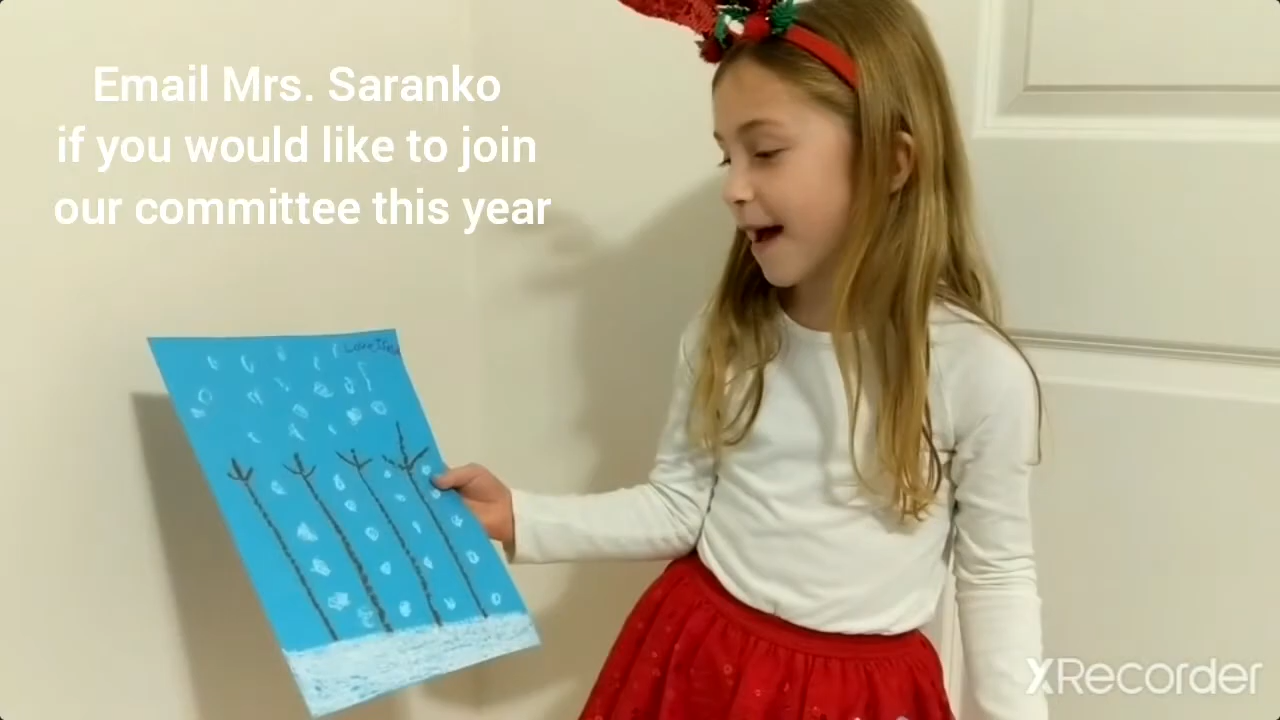 Email Mrs. Saranko
if you would like to join
our committee this year
XRecorder